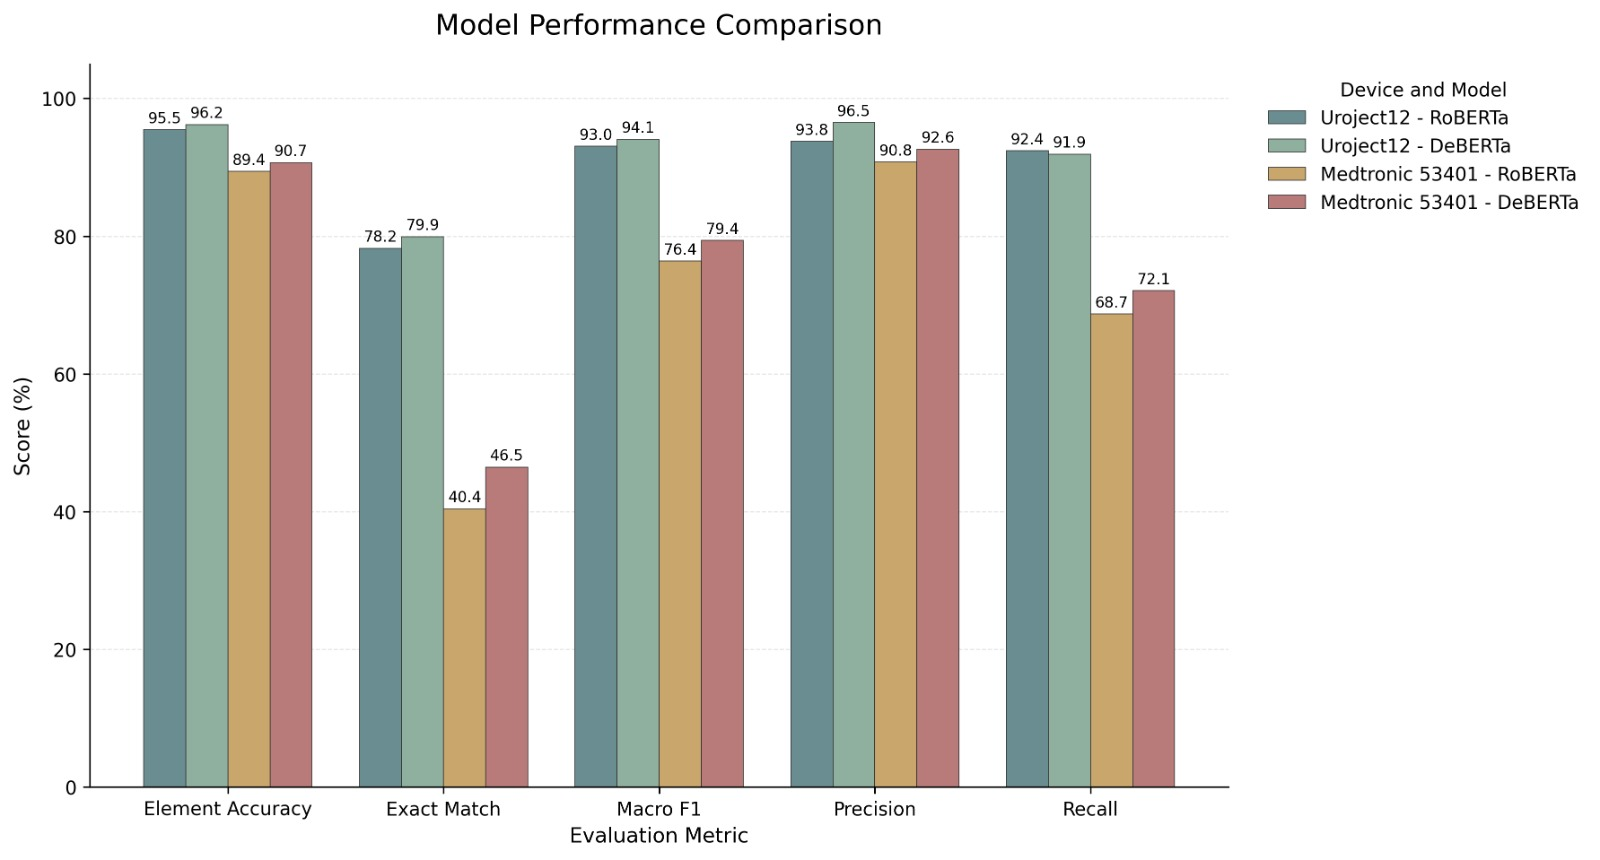 Model Performance Comparison
Device and Model
Uroject12 - RoBERTa
Uroject12 - DeBERTa
Medtronic 53401 - RoBERTa
Medtronic 53401 - DeBERTa
Score (%)
100
80
60
40
20
0
95.5 96.2 89.4 90.7
78.2 79.9 40.4 46.5
93.0 94.1 76.4 79.4
93.8 96.5 90.8 92.6
92.4 91.9 68.7 72.1
Element Accuracy Exact Match Macro F1 Precision Recall
Evaluation Metric